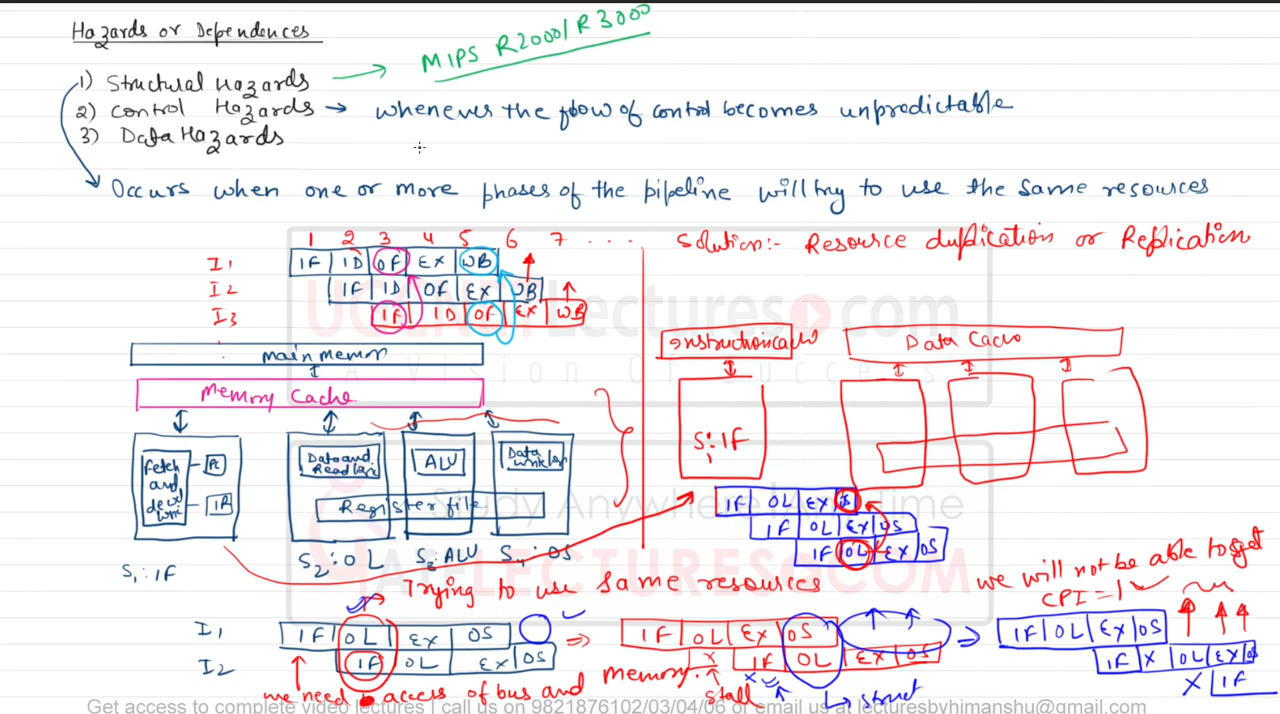 Hazards or Dependences
MIPS R2000/R3000
1) Structural Hazards
2) Control Hazards → whenever the flow of control becomes unpredictable
3) Data Hazards
Occurs when one or more phases of the pipeline will try to use the same resources
1 2 3 4 5 6 7 . . . .
Solution:- Resource duplication or Replication
I1 IF ID OF EX WB
I2 IF ID OF EX WB
I3 IF ID OF EX WB
main memor
Memory Cache
Instruction cache
Data Cache
Fetch and
PC
IR
Data and Read
ALU
Data
Register file
S1: IF
S2: OL
S3: ALU
S4: OS
S1: IF
IF OL EX OS
IF OL EX OS
IF OL EX OS
A Vision Of Success
Study Anywhere
Trying to use same resources
we will not be able to get
CPI = 1
I1 IF OL EX OS
I2 IF OL EX OS
⇒ IF OL EX OS
x IF OL EX OS
⇒ IF OL EX OS
IF X OL EX OS
X IF
we need access of bus and memory.
stall
struct
Get access to complete video lectures | call us on 9821876102/03/04/06 or email us at lecturesbyhimanshu@gmail.com